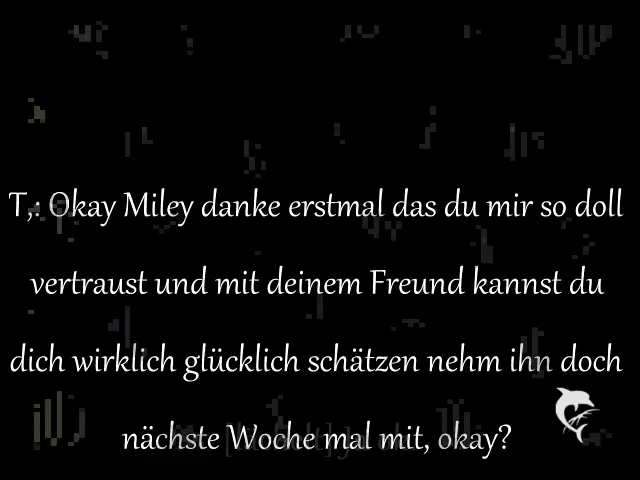 T,: Okay Miley danke erstmal das du mir so doll
vertraust und mit deinem Freund kannst du
dich wirklich glücklich schätzen nehm ihn doch
nächste Woche mal mit, okay?